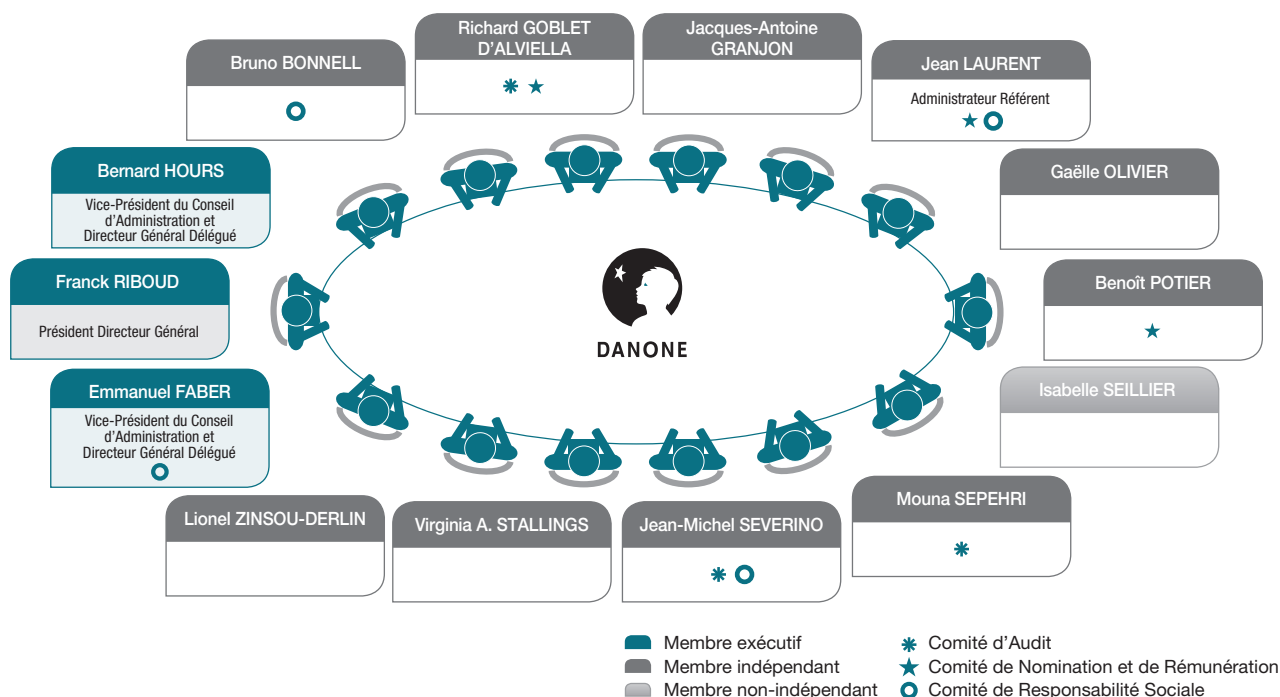 Richard GOBLET
D'ALVIELLA
Jacques-Antoine
GRANJON
Bruno BONNELL
Jean LAURENT
Administrateur Référent
Bernard HOURS
Vice-Président du Conseil
d'Administration et
Directeur Général Délégué
Gaëlle OLIVIER
Franck RIBOUD
Président Directeur Général
Benoît POTIER
DANONE
Emmanuel FABER
Vice-Président du Conseil
d'Administration et
Directeur Général Délégué
Isabelle SEILLIER
Lionel ZINSOU-DERLIN
Virginia A. STALLINGS
Jean-Michel SEVERINO
Mouna SEPEHRI
Membre exécutif
Membre indépendant
Membre non-indépendant
Comité d'Audit
Comité de Nomination et de Rémunération
Comité de Responsabilité Sociale